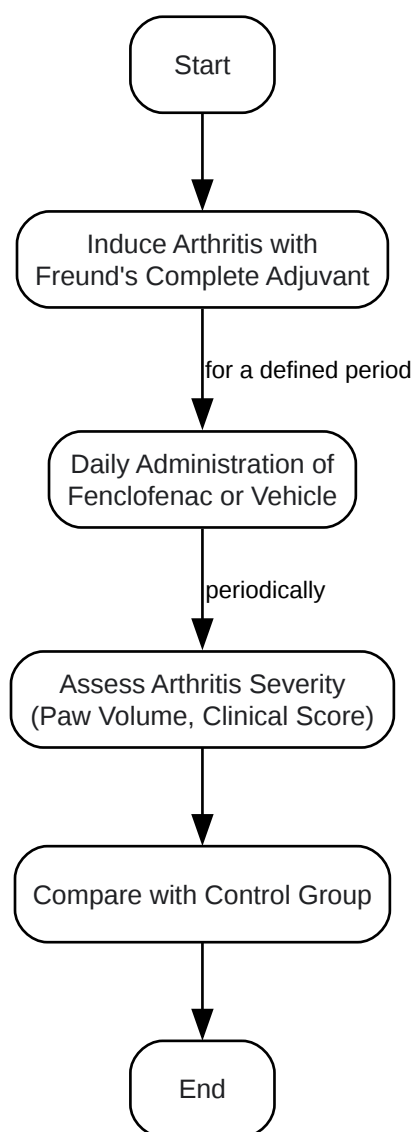 Start
Induce Arthritis with
Freund's Complete Adjuvant
for a defined period
Daily Administration of
Fenclofenac or Vehicle
periodically
Assess Arthritis Severity
(Paw Volume, Clinical Score)
Compare with Control Group
End